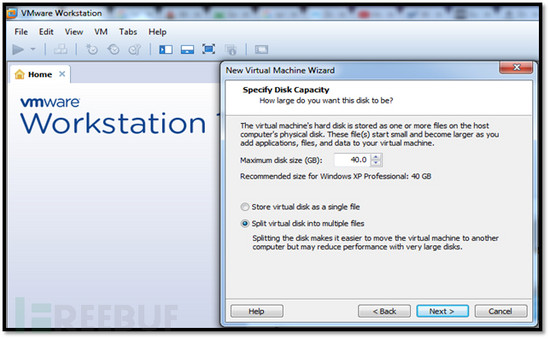 VMware Workstation
File Edit View VM Tabs Help
Home
vmware
Workstation
New Virtual Machine Wizard
Specify Disk Capacity
How large do you want this disk to be?
The virtual machine's hard disk is stored as one or more files on the host
computer's physical disk. These file(s) start small and become larger as you
add applications, files, and data to your virtual machine.
Maximum disk size (GB): 40.0
Recommended size for Windows XP Professional: 40 GB
Store virtual disk as a single file
Split virtual disk into multiple files
Splitting the disk makes it easier to move the virtual machine to another
computer but may reduce performance with very large disks.
Help < Back Next > Cancel
REEBUF